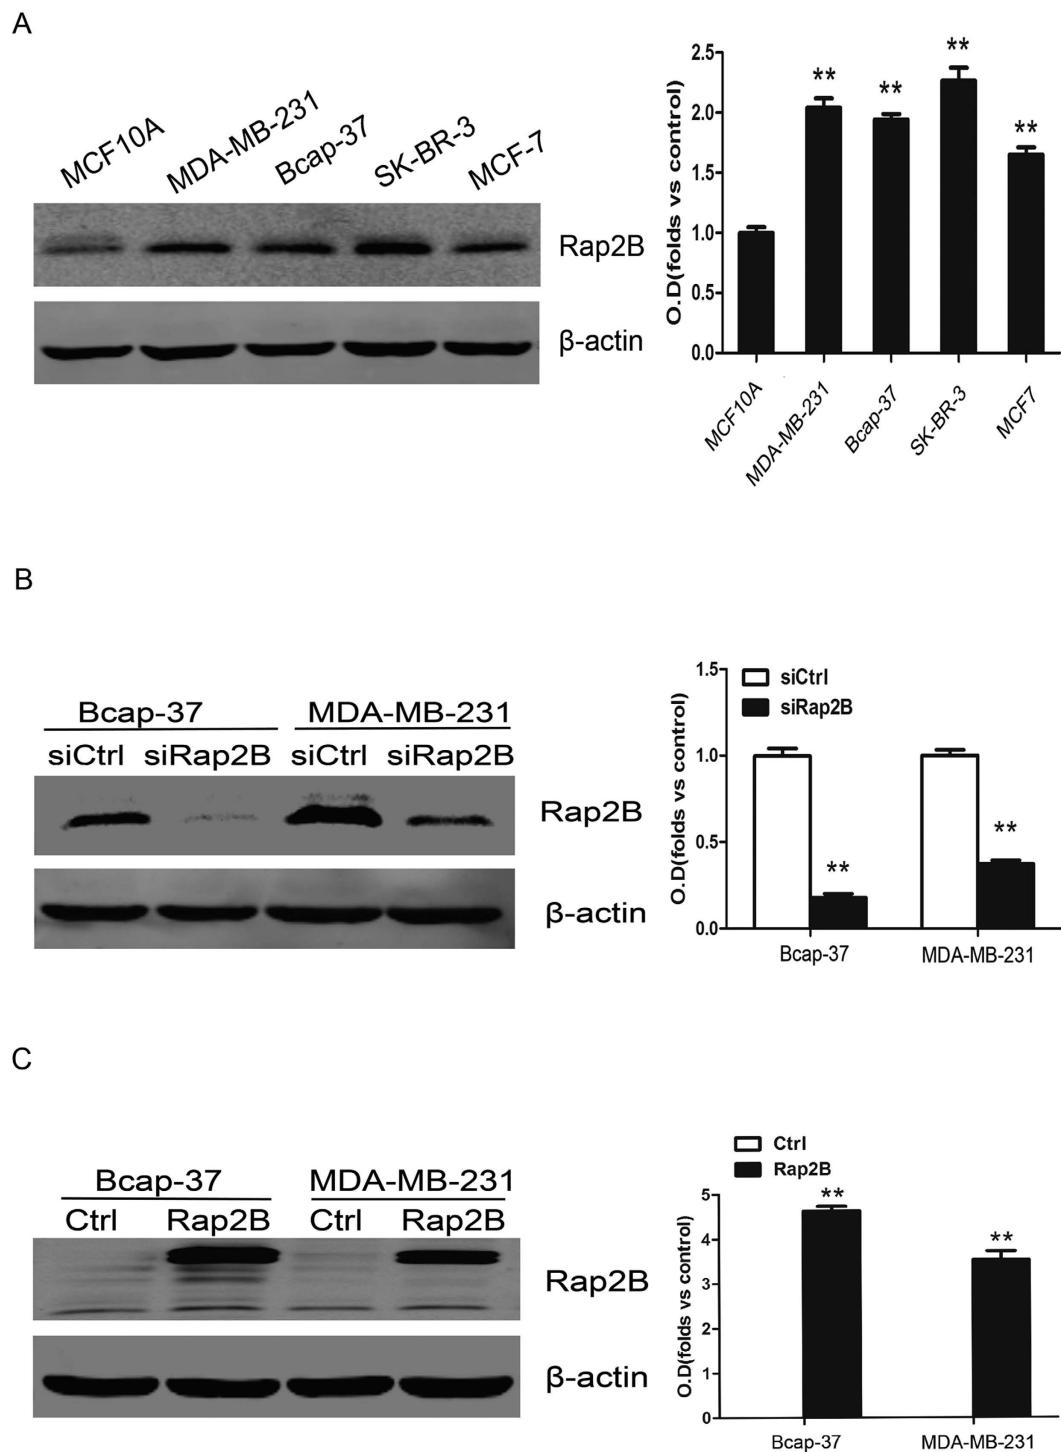 A
MCF10A
MDA-MB-231
Bcap-37
SK-BR-3
MCF-7
Rap2B
β-actin
O.D(folds vs control)
2.5
2.0
1.5
1.0
0.5
0.0
**
**
**
**
MCF10A
MDA-MB-231
Bcap-37
SK-BR-3
MCF7
B
Bcap-37 MDA-MB-231
siCtrl siRap2B siCtrl siRap2B
Rap2B
β-actin
O.D(folds vs control)
1.5
1.0
0.5
0.0
siCtrl
siRap2B
**
**
Bcap-37 MDA-MB-231
C
Bcap-37 MDA-MB-231
Ctrl Rap2B Ctrl Rap2B
Rap2B
β-actin
Ctrl
Rap2B
O.D(folds vs control)
5
4
3
2
1
0
**
**
Bcap-37 MDA-MB-231